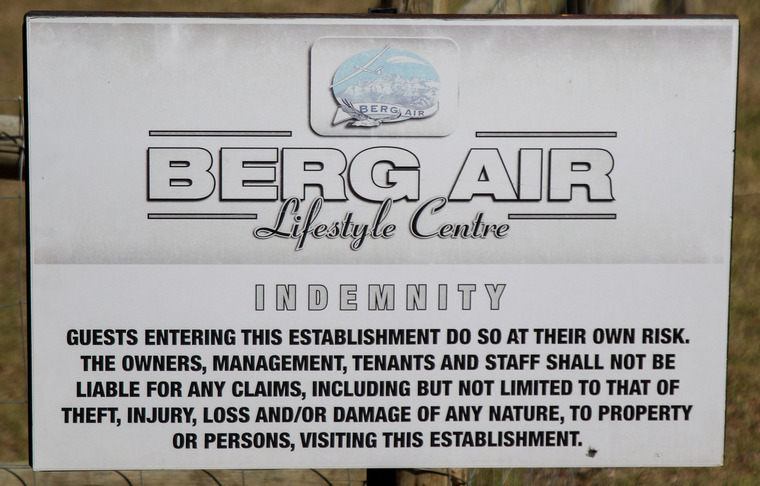 BERG AIR
BERG AIR
Lifestyle Centre
INDEMNITY
GUESTS ENTERING THIS ESTABLISHMENT DO SO AT THEIR OWN RISK.
THE OWNERS, MANAGEMENT, TENANTS AND STAFF SHALL NOT BE
LIABLE FOR ANY CLAIMS, INCLUDING BUT NOT LIMITED TO THAT OF
THEFT, INJURY, LOSS AND/OR DAMAGE OF ANY NATURE, TO PROPERTY
OR PERSONS, VISITING THIS ESTABLISHMENT.